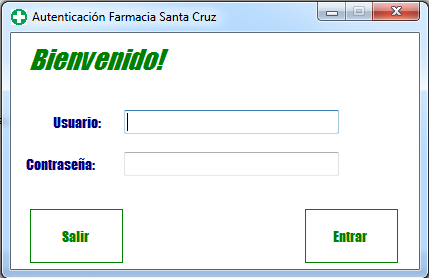 Autenticación Farmacia Santa Cruz
Bienvenido!
Usuario:
Contraseña:
Salir
Entrar